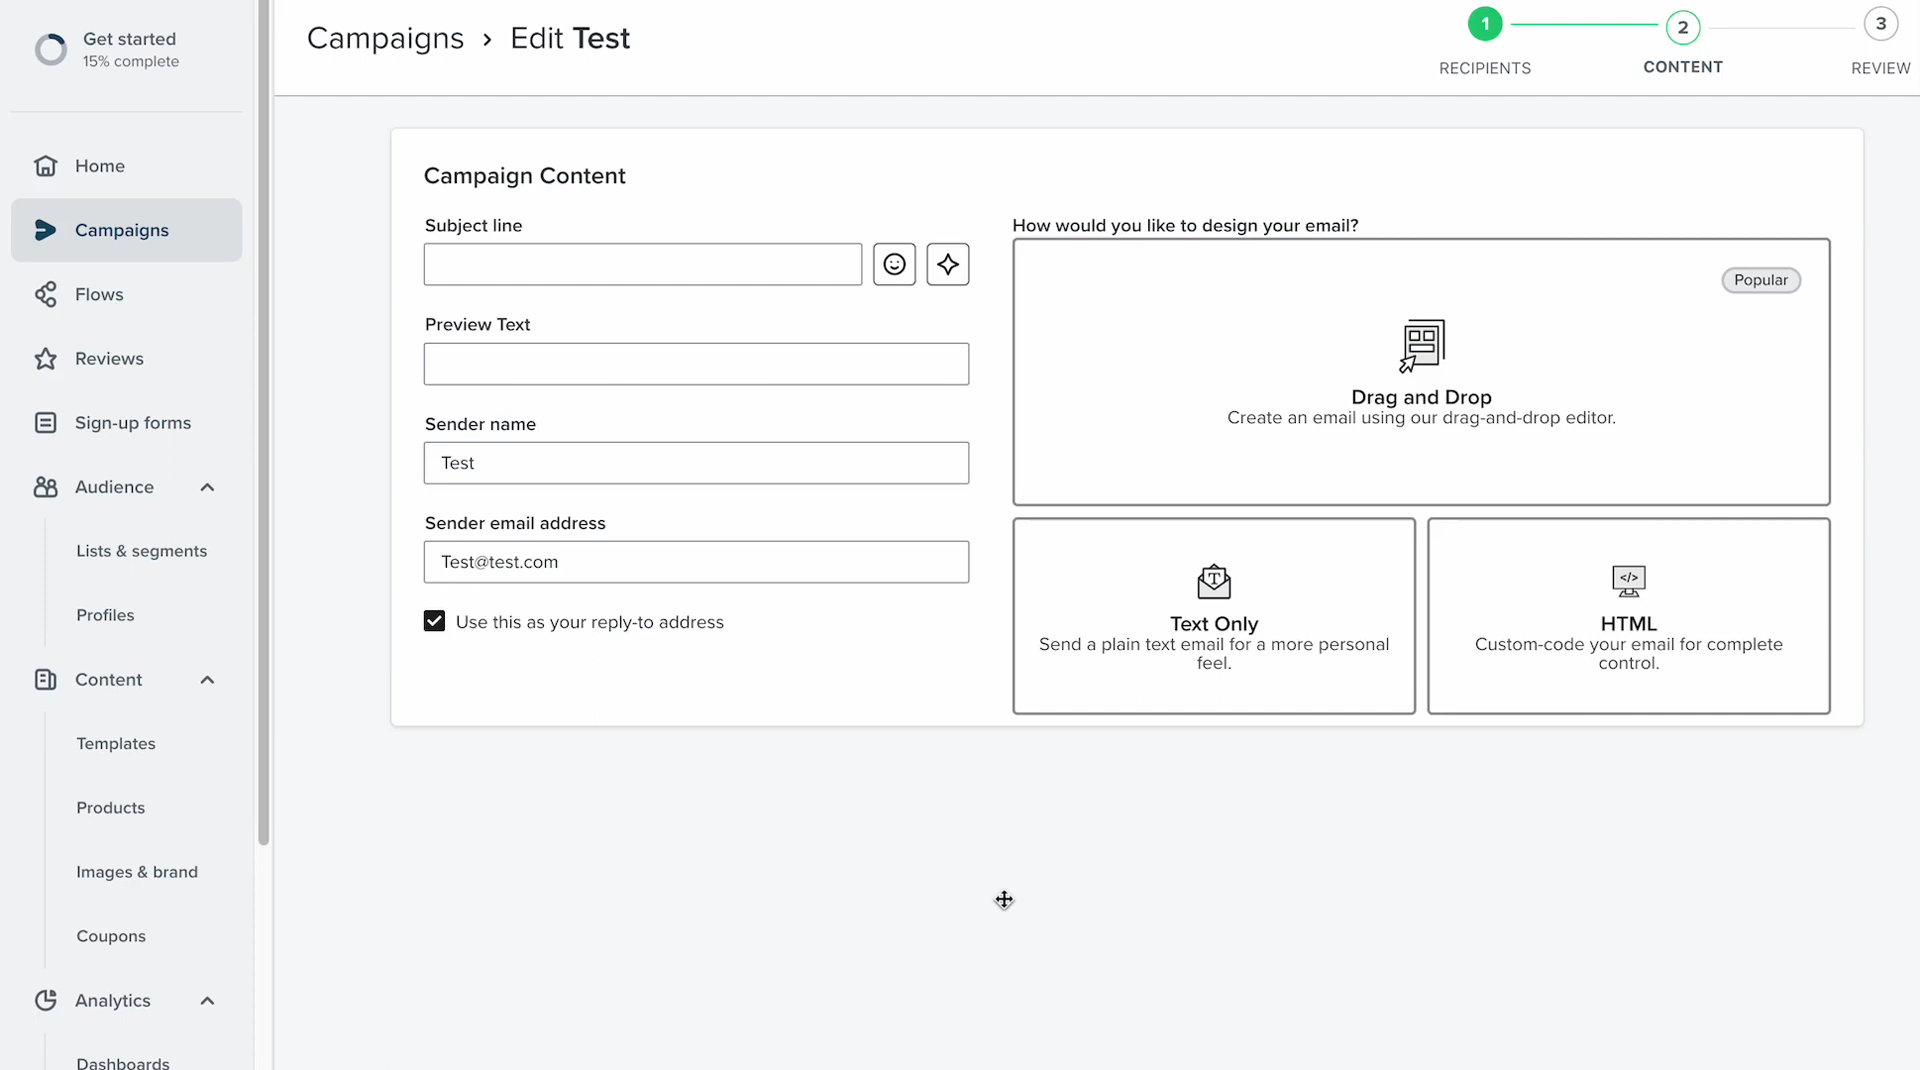 Get started
15% complete
Home
Campaigns
Flows
Reviews
Sign-up forms
Audience
Lists & segments
Profiles
Content
Templates
Products
Images & brand
Coupons
Analytics
Dashboards
Campaigns › Edit Test
1
RECIPIENTS
2
CONTENT
3
REVIEW
Campaign Content
Subject line
Preview Text
Sender name
Test
Sender email address
Test@test.com
Use this as your reply-to address
How would you like to design your email?
Popular
Drag and Drop
Create an email using our drag-and-drop editor.
T
Text Only
Send a plain text email for a more personal
feel.
</>
HTML
Custom-code your email for complete
control.